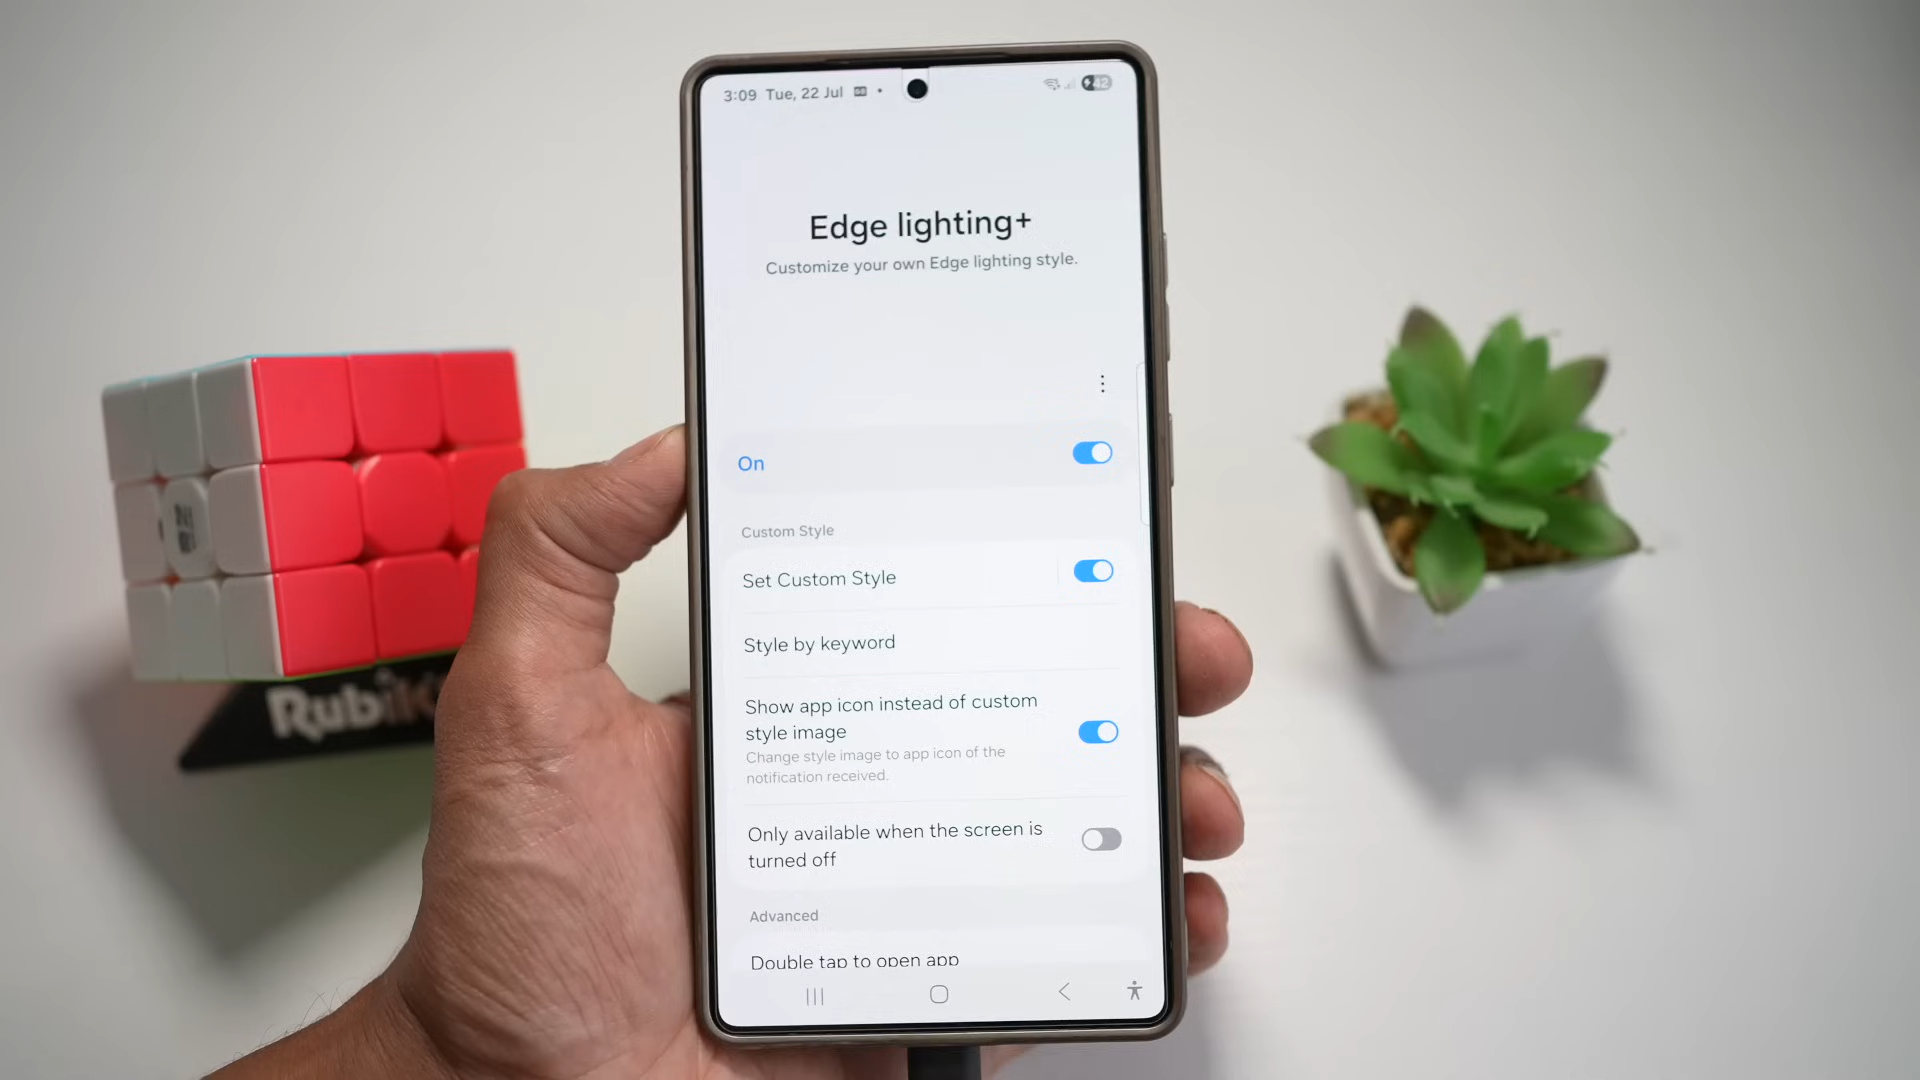 3:09 Tue, 22 Jul
42
Edge lighting+
Customize your own Edge lighting style.
On
Custom Style
Set Custom Style
Style by keyword
Show app icon instead of custom
style image
Change style image to app icon of the
notification received.
Only available when the screen is
turned off
Advanced
Double tap to open app